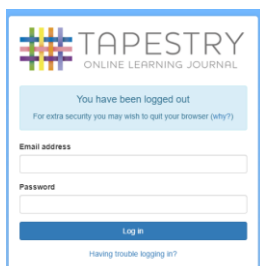 TAPESTRY
ONLINE LEARNING JOURNAL
You have been logged out
For extra security you may wish to quit your browser (why?)
Email address
Password
Log in
Having trouble logging in?